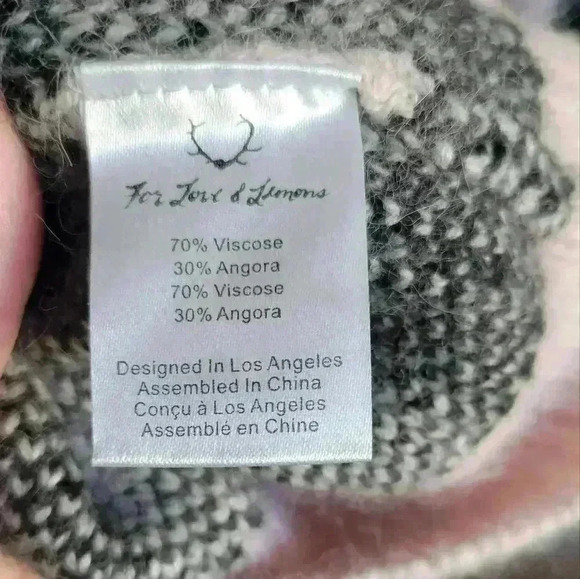 For Love & Lemons
70% Viscose
30% Angora
70% Viscose
30% Angora
Designed In Los Angeles
Assembled In China
Conçu à Los Angeles
Assemblé en Chine